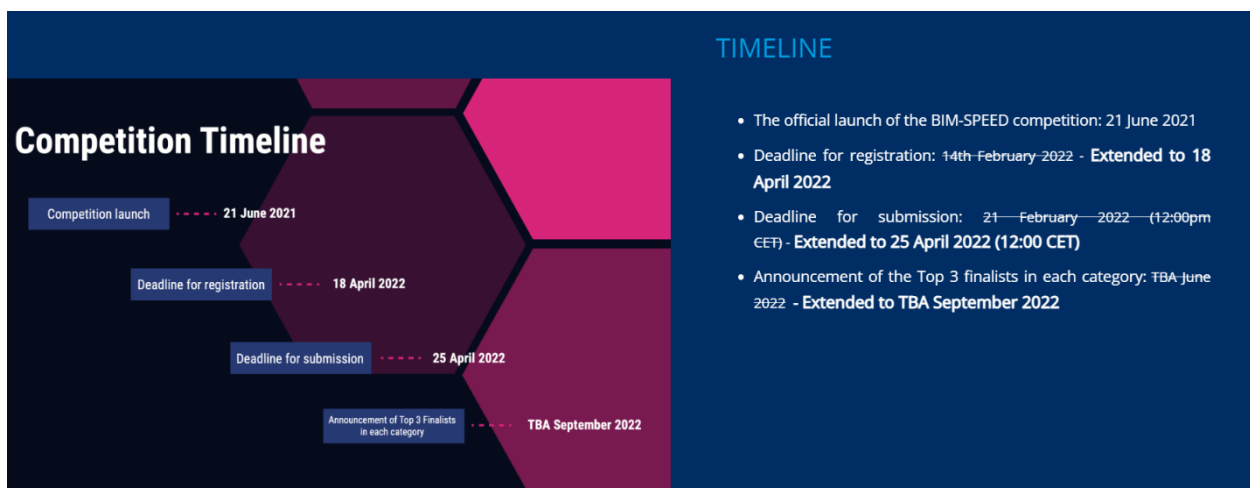 Competition Timeline
Competition launch
21 June 2021
Deadline for registration
18 April 2022
Deadline for submission
25 April 2022
Announcement of Top 3 Finalists
in each category
TBA September 2022
TIMELINE
• The official launch of the BIM-SPEED competition: 21 June 2021
• Deadline for registration: 14th February 2022 - Extended to 18
April 2022
• Deadline for submission: 21 February 2022 (12:00pm
CET) - Extended to 25 April 2022 (12:00 CET)
• Announcement of the Top 3 finalists in each category: TBA June
2022 - Extended to TBA September 2022